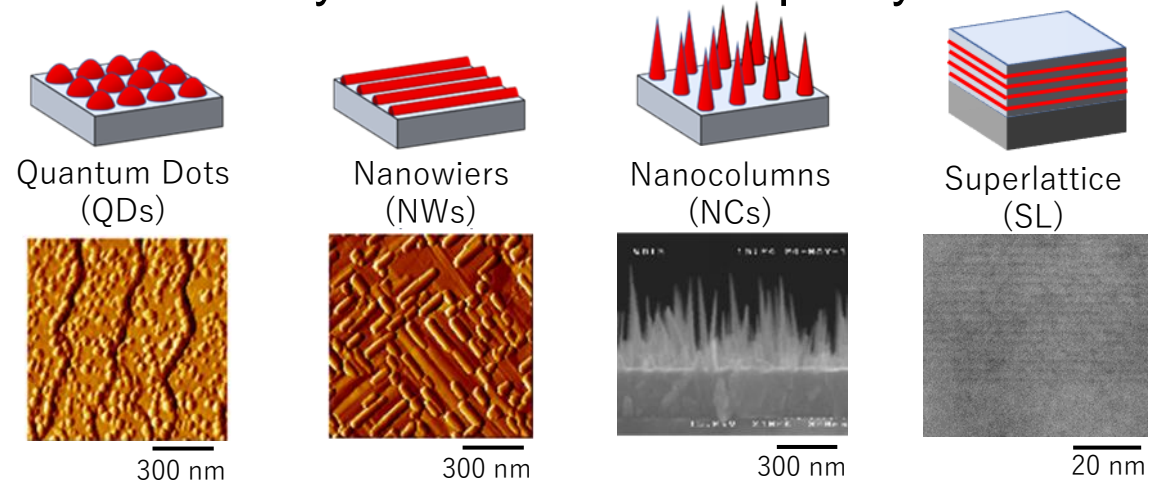 Quantum Dots
(QDs)
Nanowiers
(NWs)
Nanocolumns
(NCs)
Superlattice
(SL)
300 nm
300 nm
300 nm
20 nm